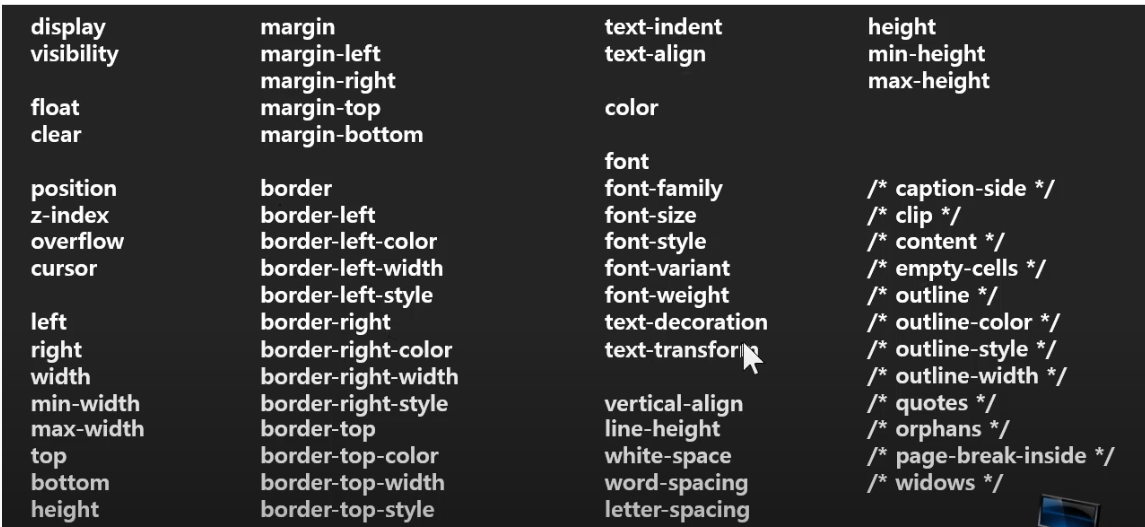 display
visibility
float
clear
position
z-index
overflow
cursor
left
right
width
min-width
max-width
top
bottom
height
margin
margin-left
margin-right
margin-top
margin-bottom
border
border-left
border-left-color
border-left-width
border-left-style
border-right
border-right-color
border-right-width
border-right-style
border-top
border-top-color
border-top-width
border-top-style
text-indent
text-align
color
font
font-family
font-size
font-style
font-variant
font-weight
text-decoration
text-transform
vertical-align
line-height
white-space
word-spacing
letter-spacing
height
min-height
max-height
/* caption-side */
/* clip */
/* content */
/* empty-cells */
/* outline */
/* outline-color */
/* outline-style */
/* outline-width */
/* quotes */
/* orphans */
/* page-break-inside */
/* widows */